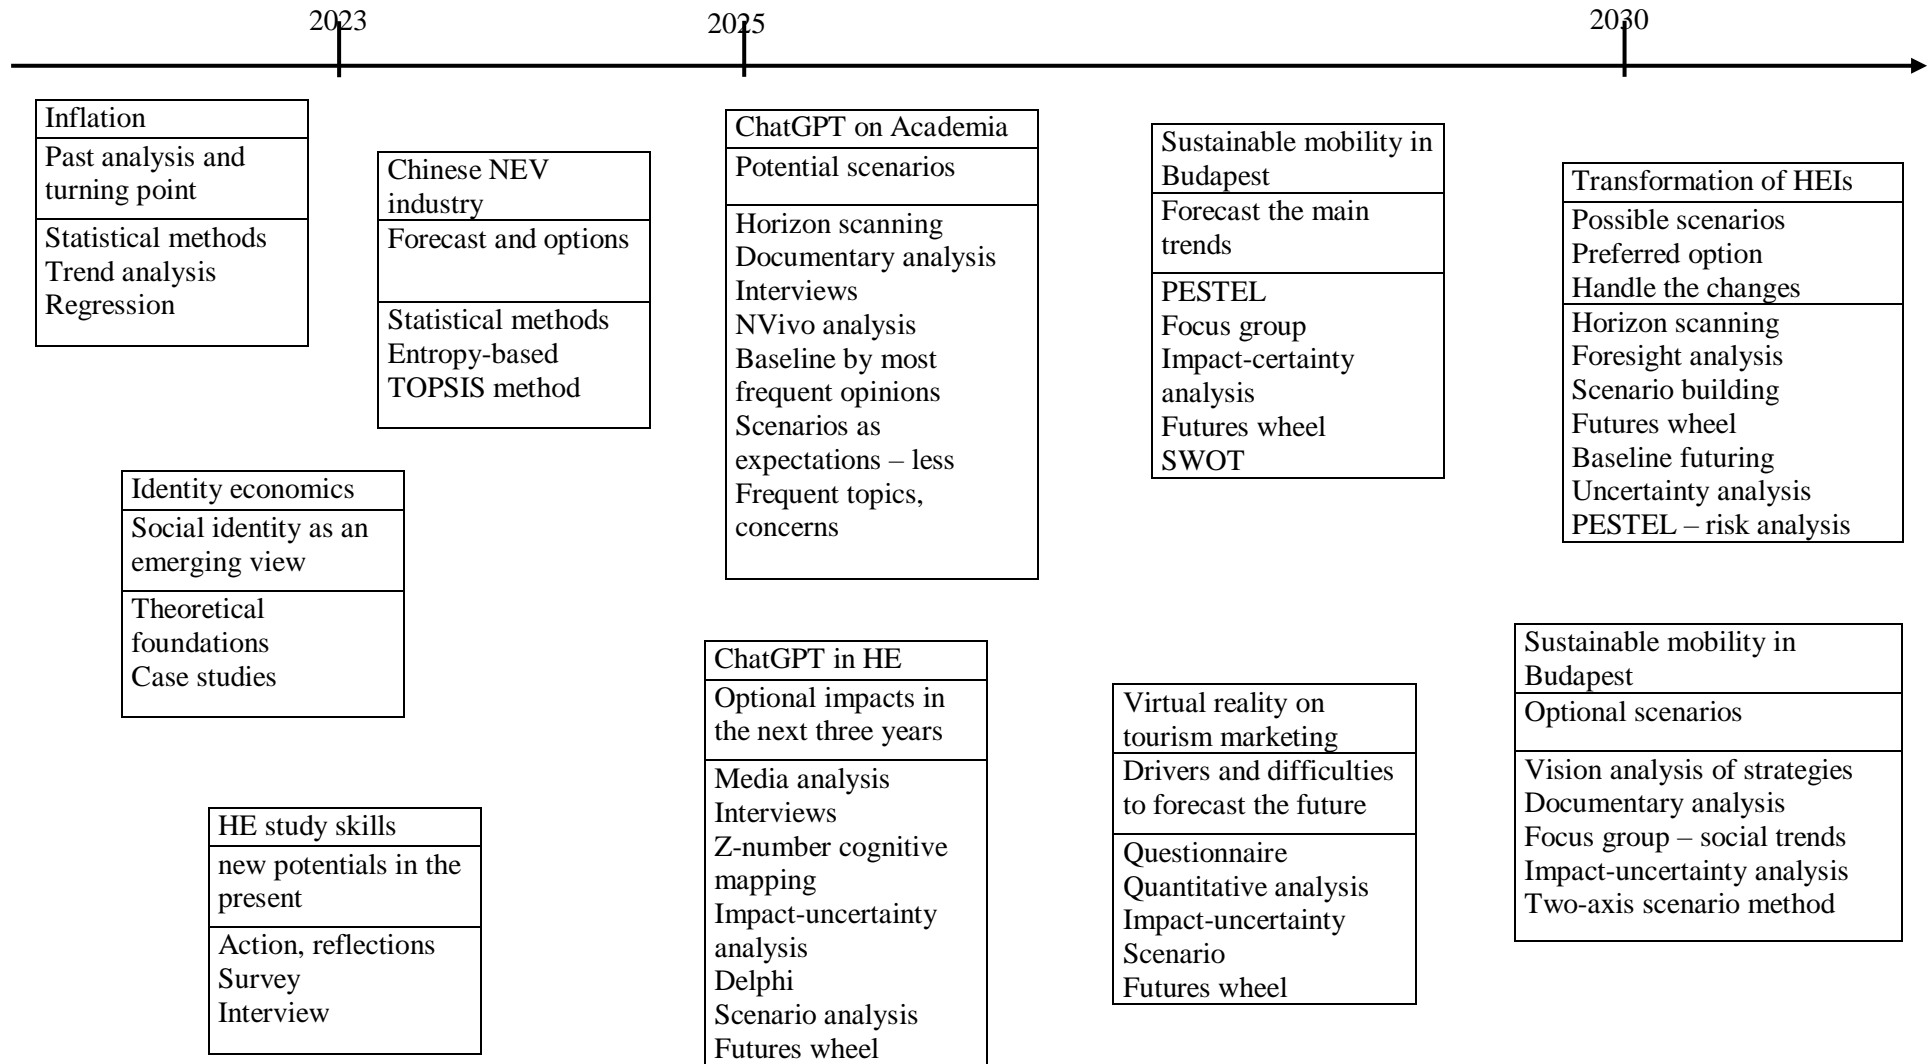 2023
2025
2030
Inflation
Past analysis and
turning point
Statistical methods
Trend analysis
Regression
Chinese NEV
industry
Forecast and options
Statistical methods
Entropy-based
TOPSIS method
ChatGPT on Academia
Potential scenarios
Horizon scanning
Documentary analysis
Interviews
NVivo analysis
Baseline by most
frequent opinions
Scenarios as
expectations – less
Frequent topics,
concerns
Sustainable mobility in
Budapest
Forecast the main
trends
PESTEL
Focus group
Impact-certainty
analysis
Futures wheel
SWOT
Transformation of HEIs
Possible scenarios
Preferred option
Handle the changes
Horizon scanning
Foresight analysis
Scenario building
Futures wheel
Baseline futuring
Uncertainty analysis
PESTEL – risk analysis
Identity economics
Social identity as an
emerging view
Theoretical
foundations
Case studies
HE study skills
new potentials in the
present
Action, reflections
Survey
Interview
ChatGPT in HE
Optional impacts in
the next three years
Media analysis
Interviews
Z-number cognitive
mapping
Impact-uncertainty
analysis
Delphi
Scenario analysis
Futures wheel
Virtual reality on
tourism marketing
Drivers and difficulties
to forecast the future
Questionnaire
Quantitative analysis
Impact-uncertainty
Scenario
Futures wheel
Sustainable mobility in
Budapest
Optional scenarios
Vision analysis of strategies
Documentary analysis
Focus group – social trends
Impact-uncertainty analysis
Two-axis scenario method